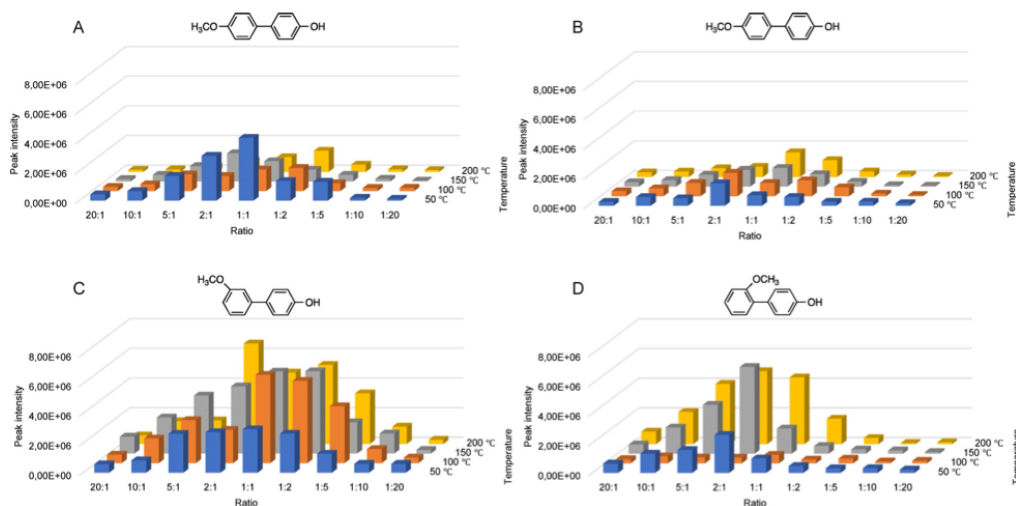 A
H₃CO
OH
Peak intensity
8,00E+06
6,00E+06
4,00E+06
2,00E+06
0,00E+00
20:1 10:1 5:1 2:1 1:1 1:2 1:5 1:10 1:20
Ratio
200 ℃
150 ℃
100 ℃
50 ℃
Temperature
B
H₃CO
OH
Peak intensity
8,00E+06
6,00E+06
4,00E+06
2,00E+06
0,00E+00
20:1 10:1 5:1 2:1 1:1 1:2 1:5 1:10 1:20
Ratio
200 ℃
150 ℃
100 ℃
50 ℃
Temperature
C
H₃CO
OH
Peak intensity
8,00E+06
6,00E+06
4,00E+06
2,00E+06
0,00E+00
20:1 10:1 5:1 2:1 1:1 1:2 1:5 1:10 1:20
Ratio
200 ℃
150 ℃
100 ℃
50 ℃
Temperature
D
OCH₃
OH
Peak intensity
8,00E+06
6,00E+06
4,00E+06
2,00E+06
0,00E+00
20:1 10:1 5:1 2:1 1:1 1:2 1:5 1:10 1:20
Ratio
200 ℃
150 ℃
100 ℃
50 ℃
Temperature